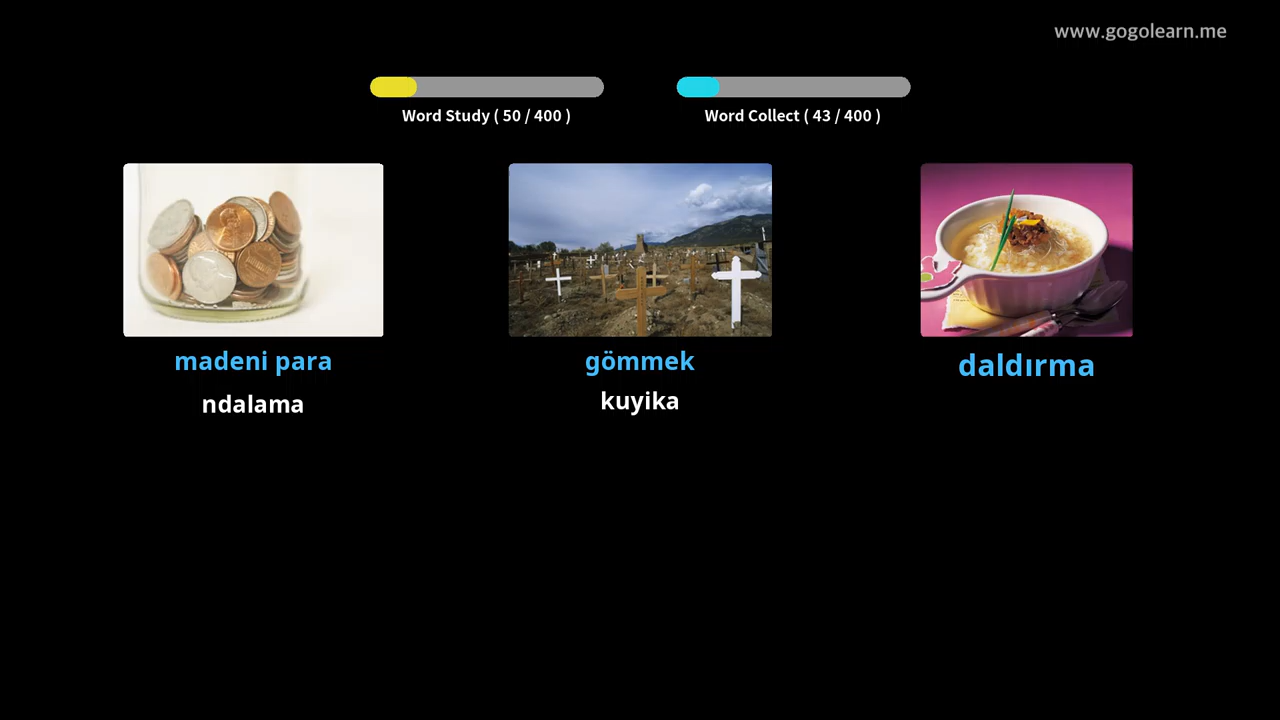 www.gogolearn.me
Word Study ( 50 / 400 )
Word Collect ( 43 / 400 )
madeni para
ndalama
gömmek
kuyika
daldırma